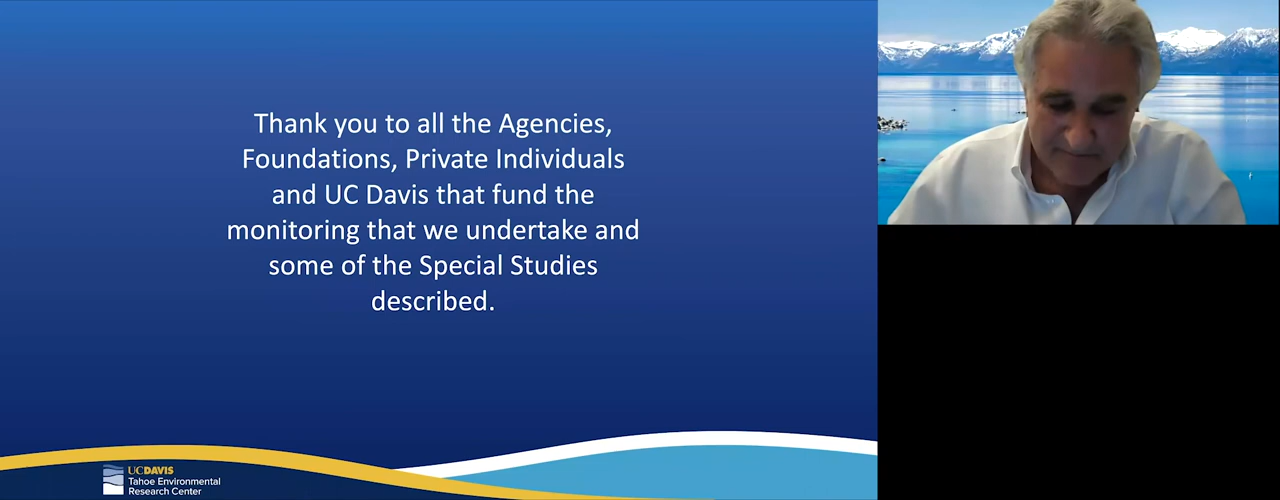 Thank you to all the Agencies,
Foundations, Private Individuals
and UC Davis that fund the
monitoring that we undertake and
some of the Special Studies
described.
UCDAVIS
Tahoe Environmental
Research Center